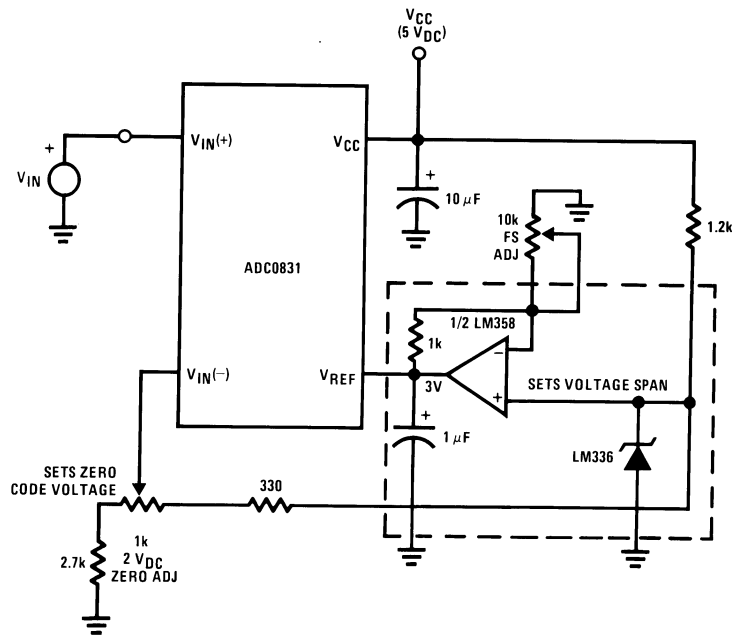 VCC
(5 VDC)
VIN(+)
VCC
+
VIN
+
10 μF
10k
FS
ADJ
1.2k
ADC0831
1/2 LM358
1k
−
VIN(−)
VREF
3V
+
SETS VOLTAGE SPAN
+
1 μF
LM336
SETS ZERO
CODE VOLTAGE
330
1k
2 VDC
ZERO ADJ
2.7k